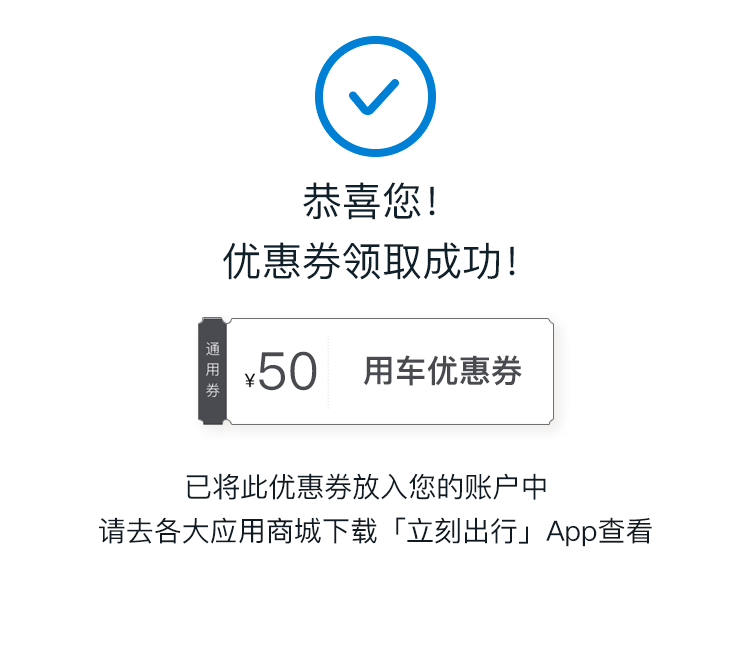 恭喜您!
优惠券领取成功!
通用券
¥50
用车优惠券
已将此优惠券放入您的账户中
请去各大应用商城下载「立刻出行」App查看